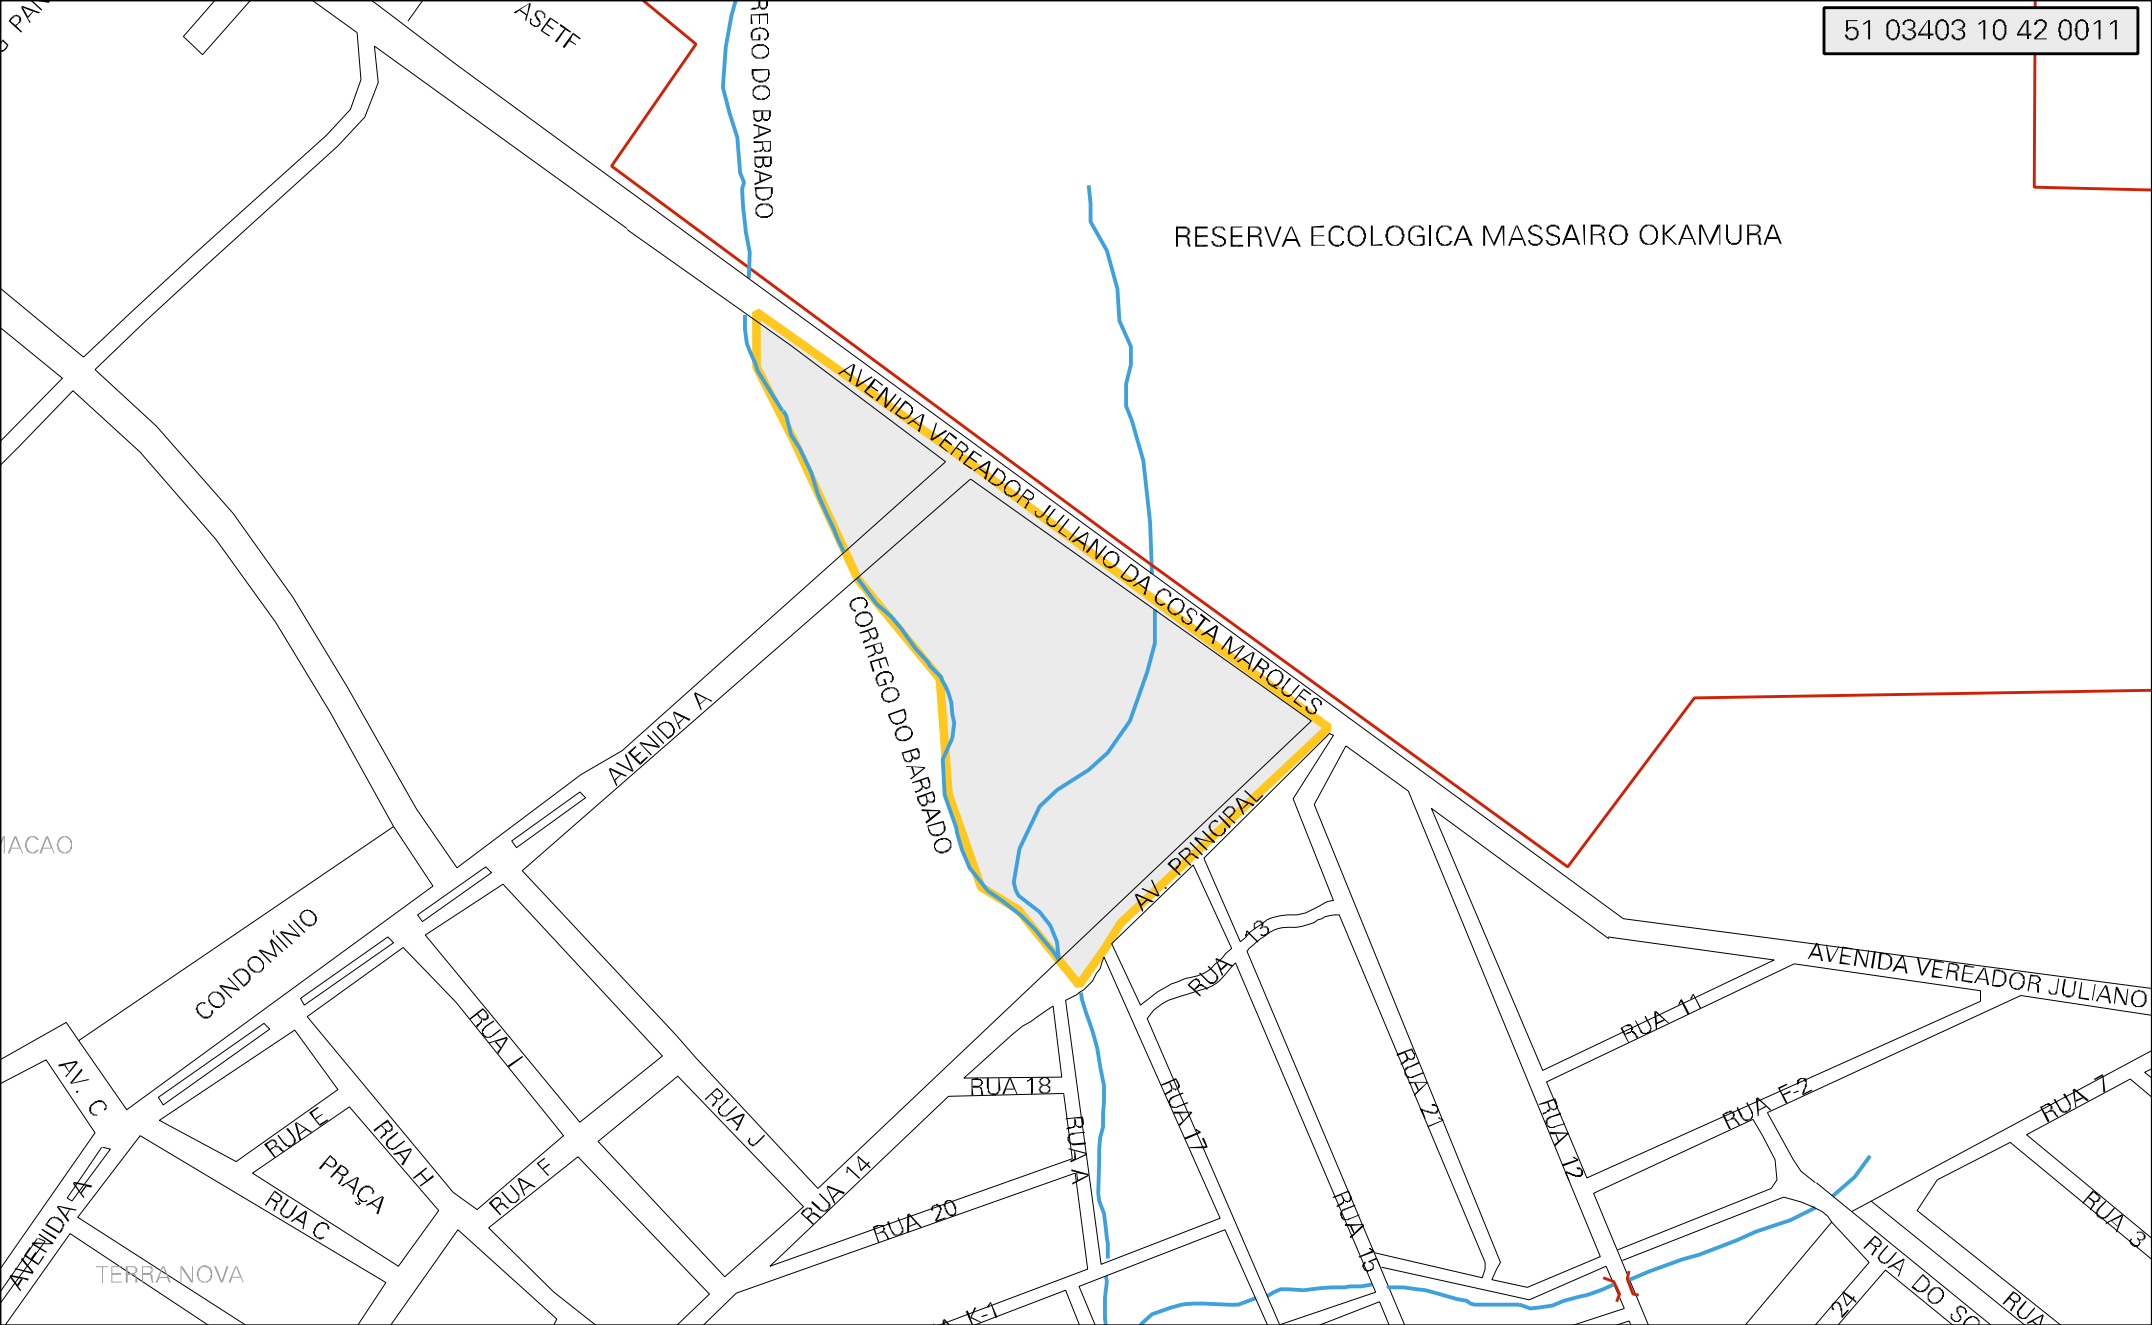 51 03403 10 42 0011
ASETF
REGO DO BARBADO
RESERVA ECOLOGICA MASSAIRO OKAMURA
AVENIDA VEREADOR JULIANO DA COSTA MARQUES
CORREGO DO BARBADO
AVENIDA A
AV. PRINCIPAL
MACAO
CONDOMÍNIO
RUA 13
AVENIDA VEREADOR JULIANO
RUA 11
RUA I
AV. C
RUA 18
RUA J
RUA 21
RUA F-2
RUA 7
RUA E
RUA H
RUA A
RUA 17
RUA 12
PRAÇA
RUA F
RUA 14
RUA C
RUA 20
RUA 15
RUA 3
AVENIDA A
TERRA NOVA
RUA DO SO
K-1
24
RUA